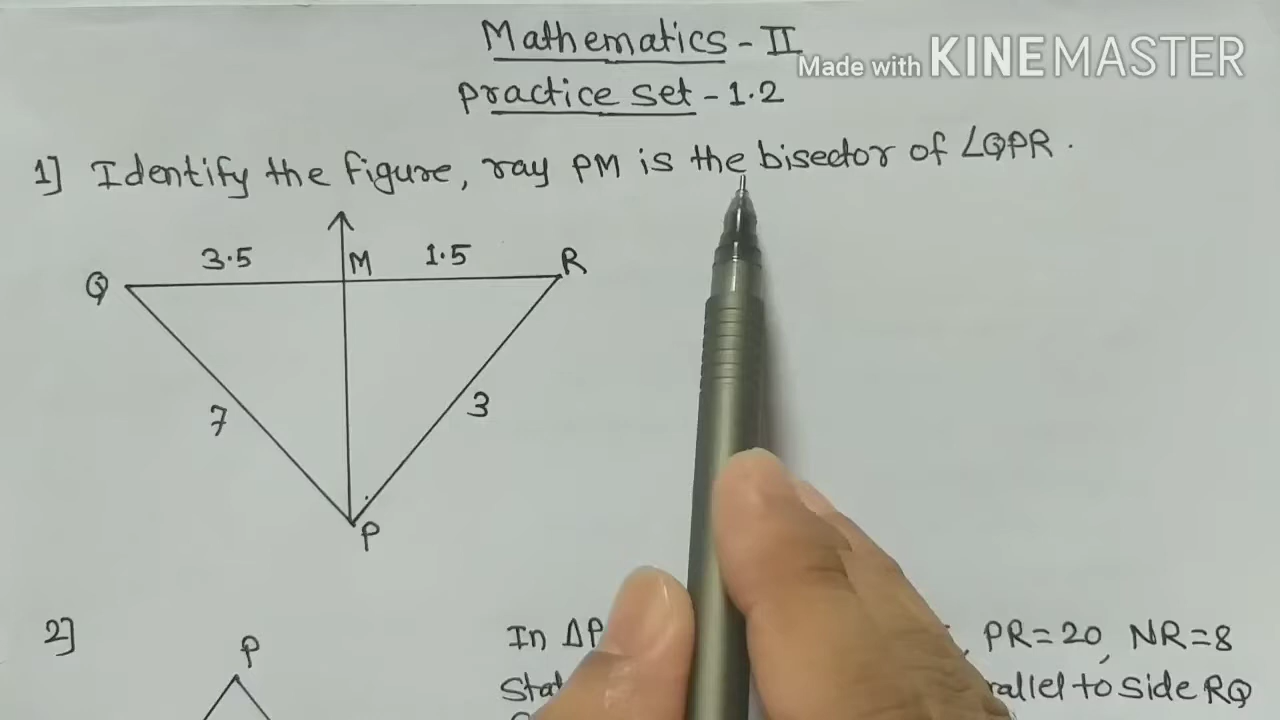 Mathematics - II
Made with KINEMASTER
practice set - 1.2
1] Identify the figure, ray PM is the bisector of ∠QPR.
3.5 M 1.5 R
Q
7 3
P
2] In ΔP , PR=20, NR=8
P
Stat rallel to side RQ